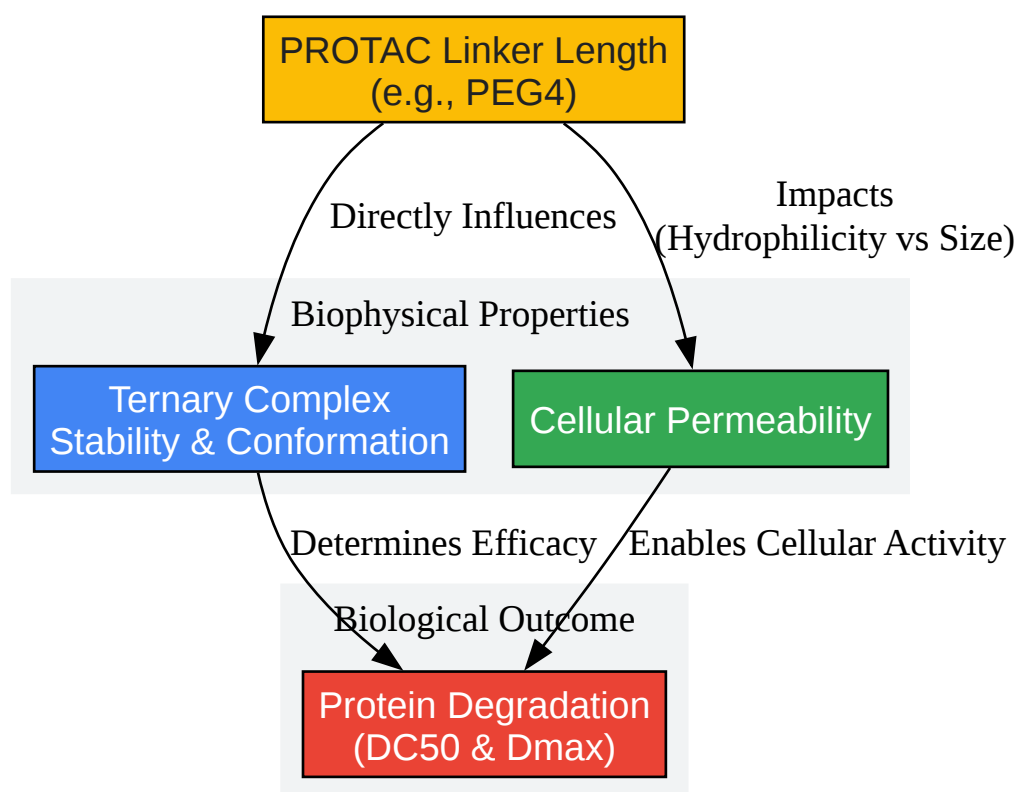 PROTAC Linker Length
(e.g., PEG4)
Directly Influences
Impacts
(Hydrophilicity vs Size)
Biophysical Properties
Ternary Complex
Stability & Conformation
Cellular Permeability
Determines Efficacy
Enables Cellular Activity
Biological Outcome
Protein Degradation
(DC50 & Dmax)